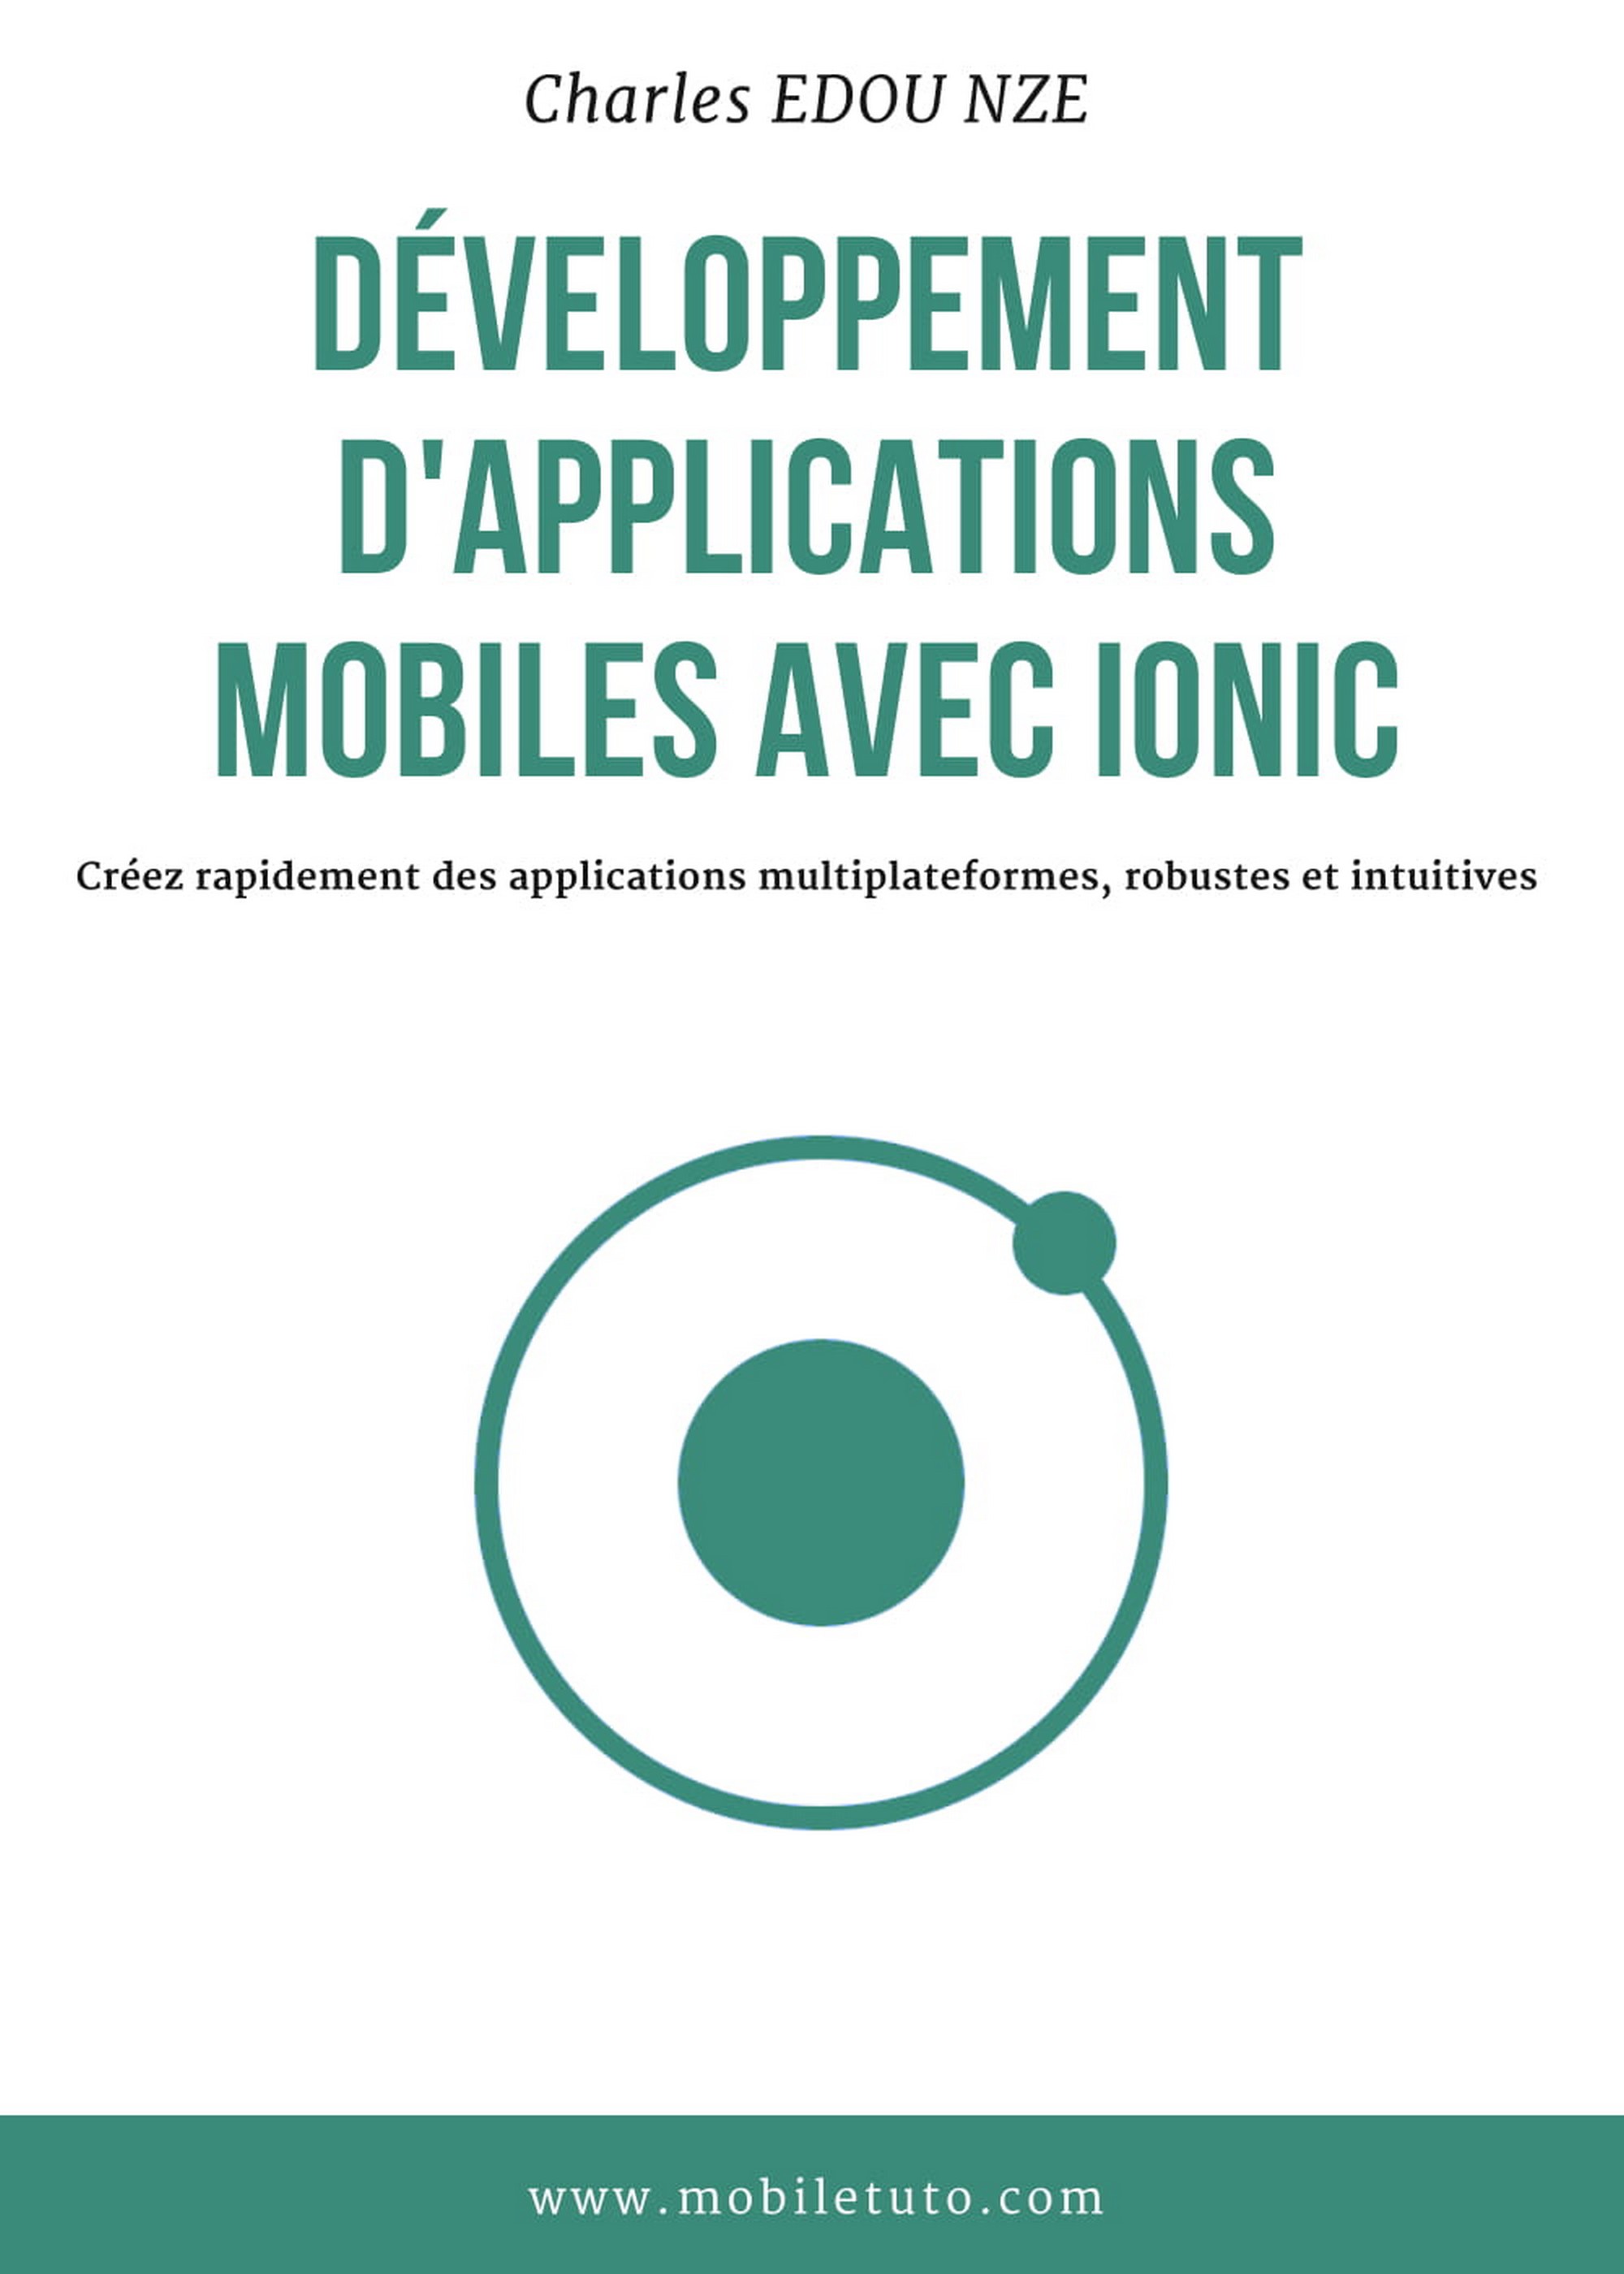 Charles EDOU NZE
DÉVELOPPEMENT
D'APPLICATIONS
MOBILES AVEC IONIC
Créez rapidement des applications multiplateformes, robustes et intuitives
www.mobiletuto.com